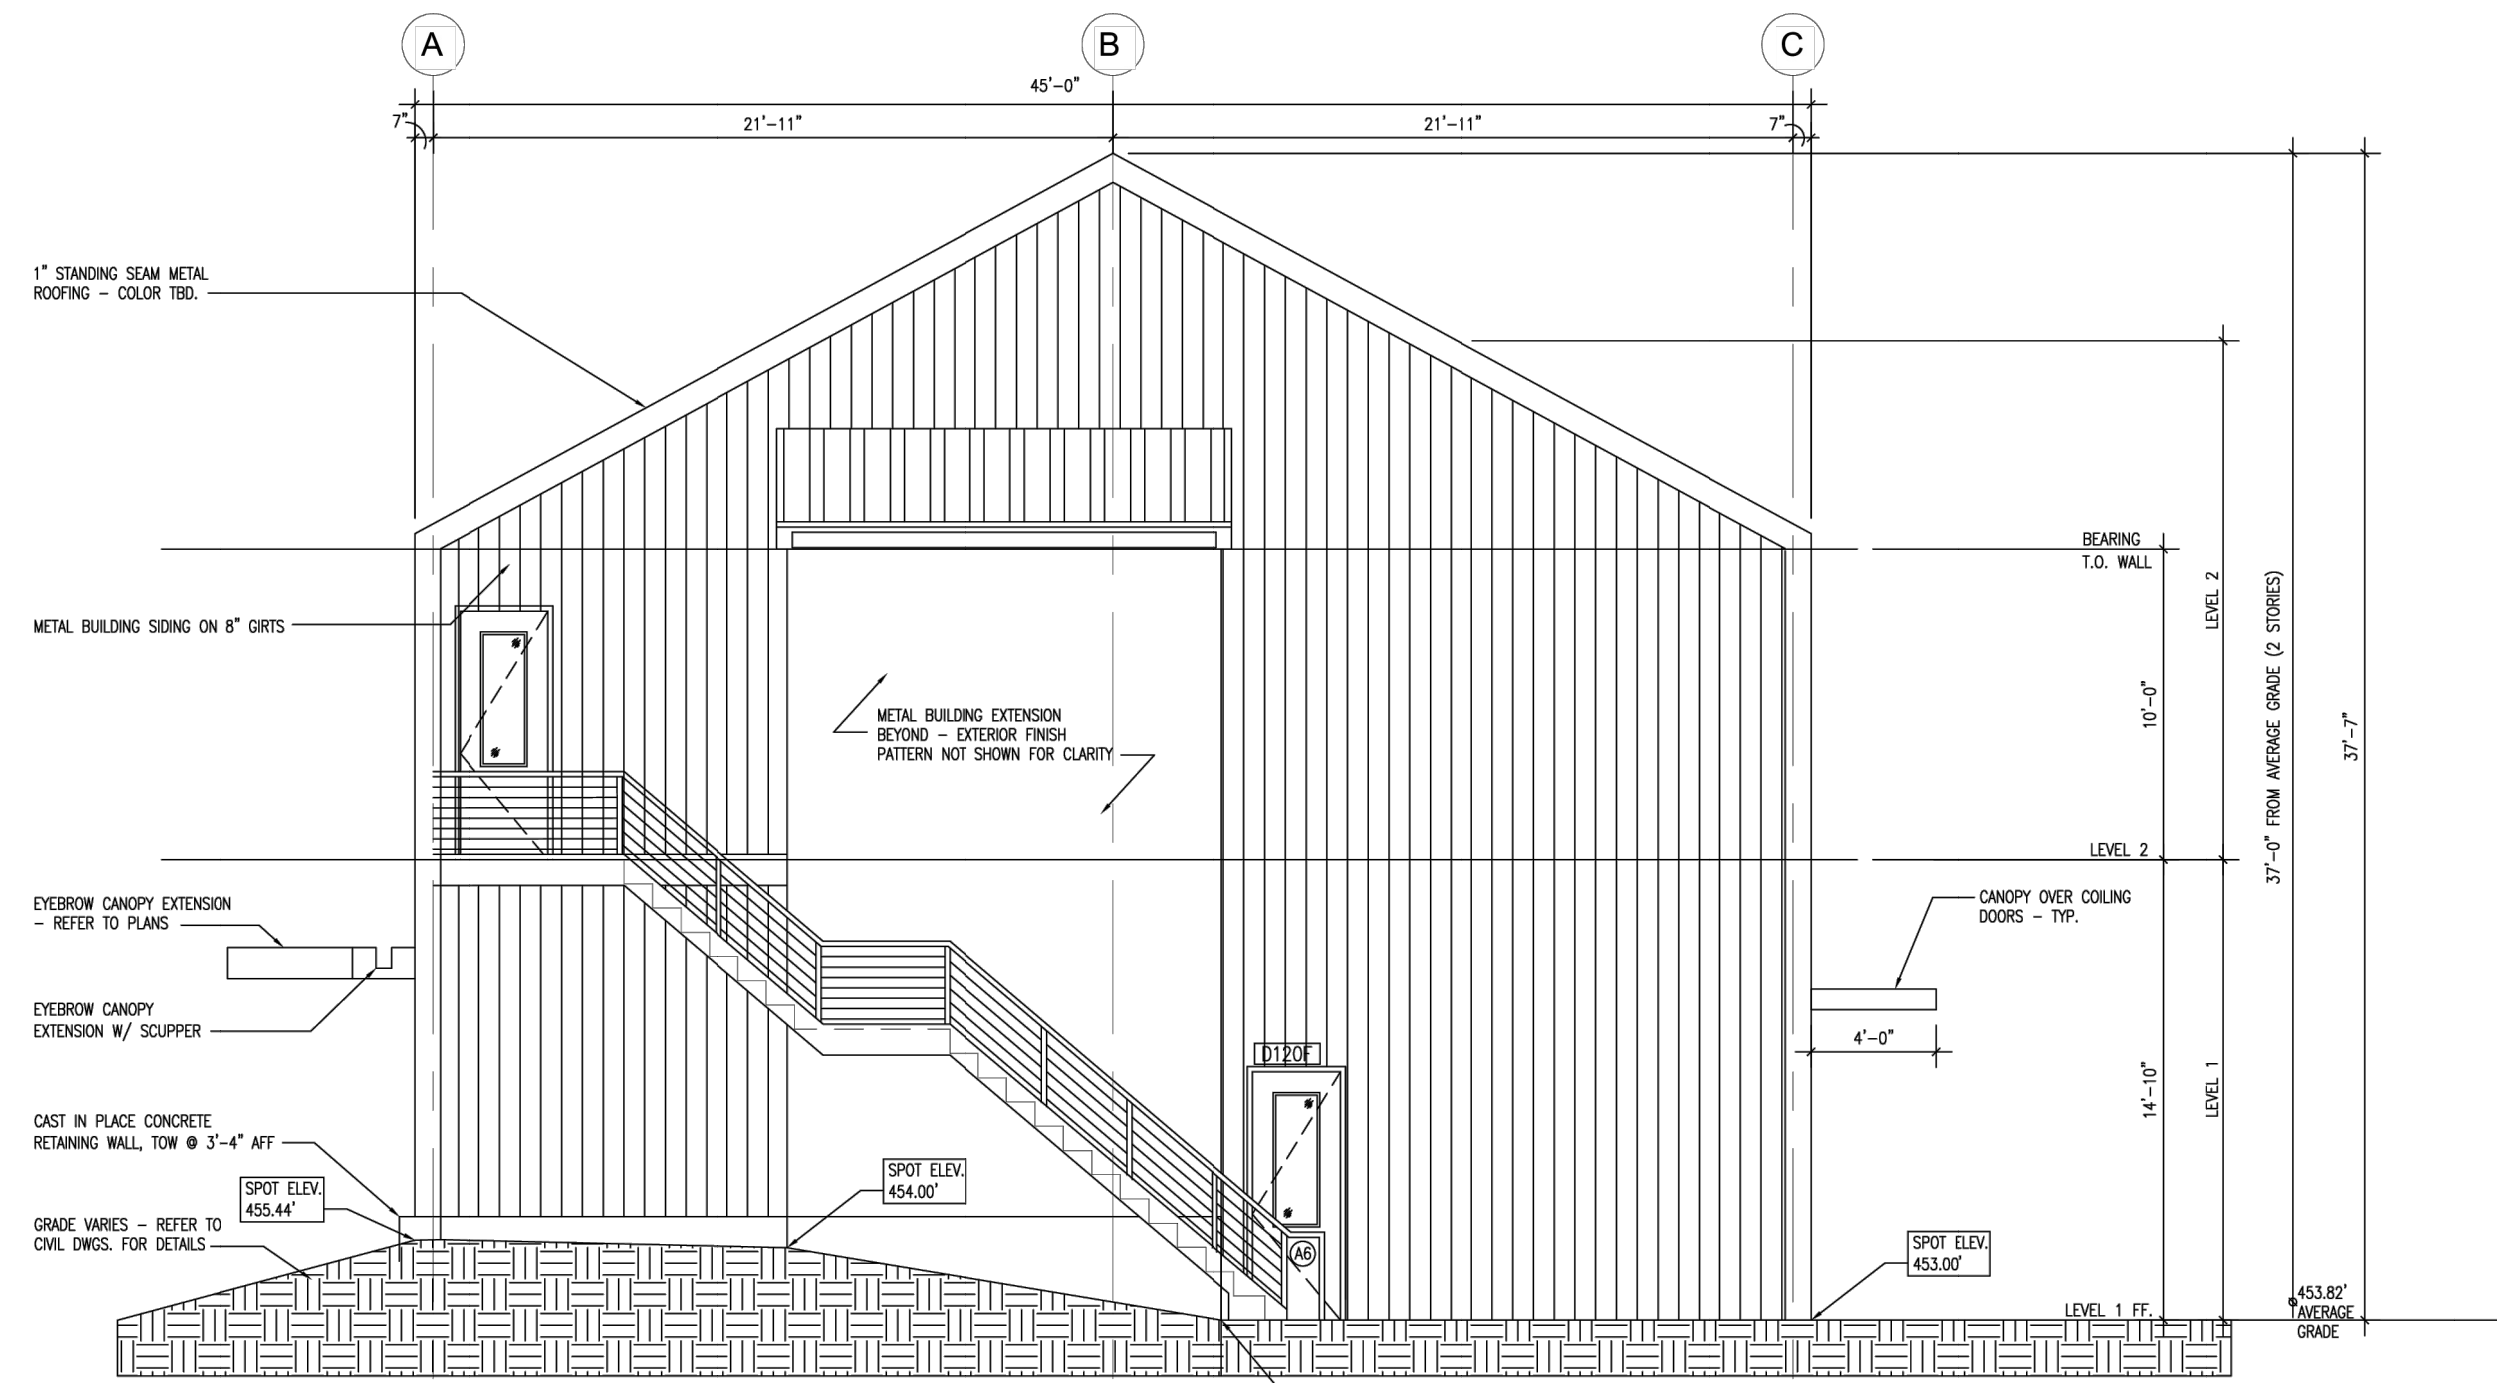 A
B
C
45'-0"
7"
21'-11"
21'-11"
7"
1" STANDING SEAM METAL
ROOFING - COLOR TBD.
BEARING
T.O. WALL
METAL BUILDING SIDING ON 8" GIRTS
LEVEL 2
37'-0" FROM AVERAGE GRADE (2 STORIES)
10'-0"
37'-7"
METAL BUILDING EXTENSION
BEYOND - EXTERIOR FINISH
PATTERN NOT SHOWN FOR CLARITY
LEVEL 2
EYEBROW CANOPY EXTENSION
- REFER TO PLANS
CANOPY OVER COILING
DOORS - TYP.
EYEBROW CANOPY
EXTENSION W/ SCUPPER
4'-0"
D120F
14'-10"
LEVEL 1
CAST IN PLACE CONCRETE
RETAINING WALL, TOW @ 3'-4" AFF
SPOT ELEV.
454.00'
SPOT ELEV.
455.44'
GRADE VARIES - REFER TO
CIVIL DWGS. FOR DETAILS
A6
SPOT ELEV.
453.00'
LEVEL 1 FF.
453.82'
AVERAGE
GRADE